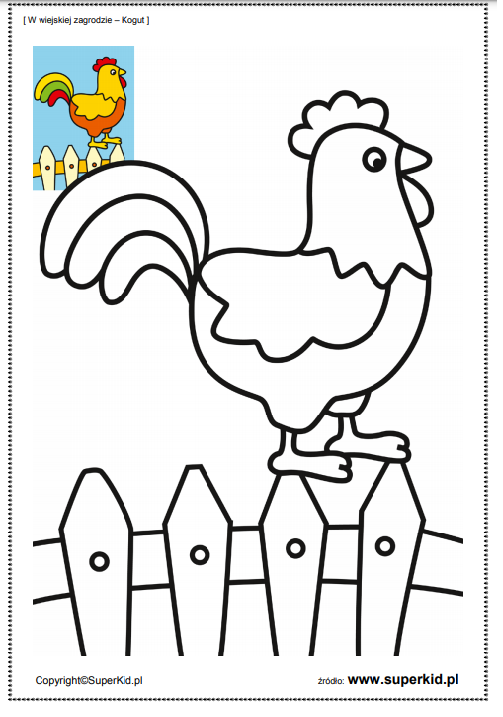 [ W wiejskiej zagrodzie – Kogut ]
Copyright©SuperKid.pl
źródło: www.superkid.pl